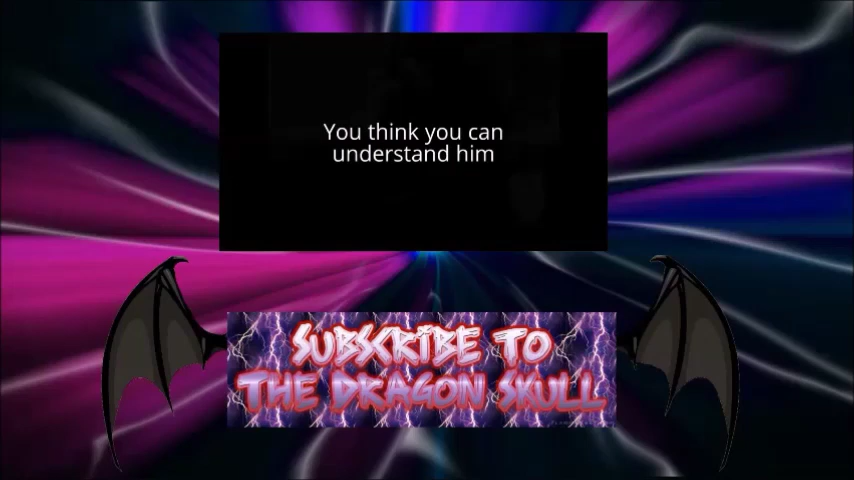 You think you can
understand him
SUBSCRIBE TO
THE DRAGON SKULL